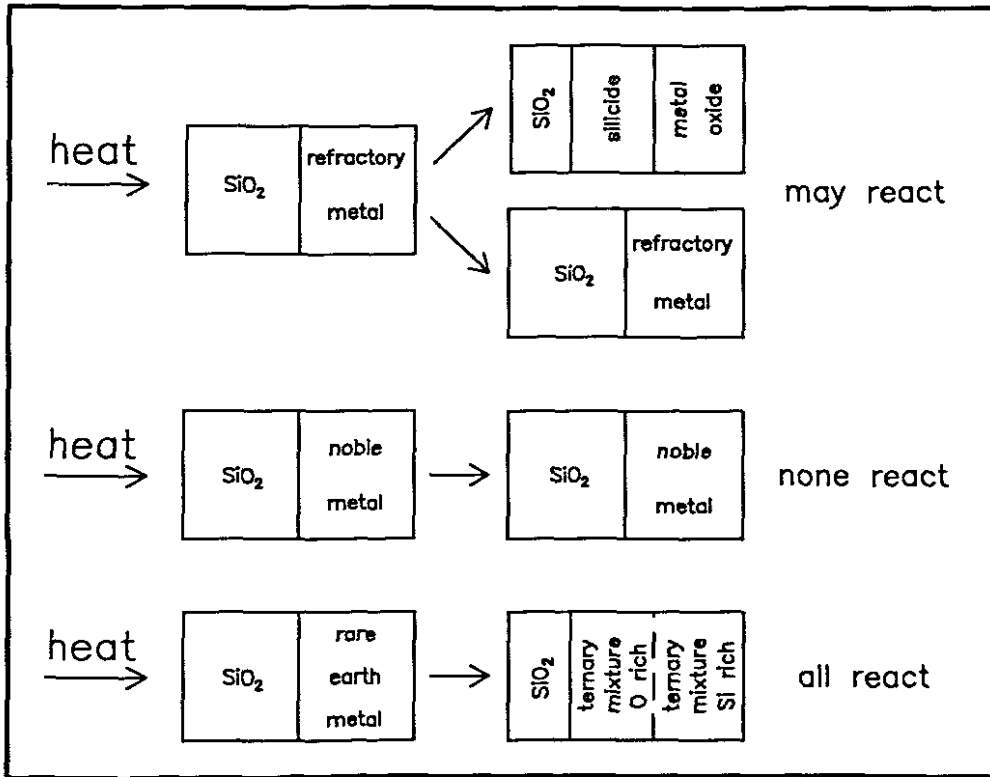 heat
SiO₂
refractory
metal
SiO₂
silicide
metal
oxide
may react
SiO₂
refractory
metal
heat
SiO₂
noble
metal
SiO₂
noble
metal
none react
heat
SiO₂
rare
earth
metal
SiO₂
ternary
mixture
O rich
ternary
mixture
Si rich
all react